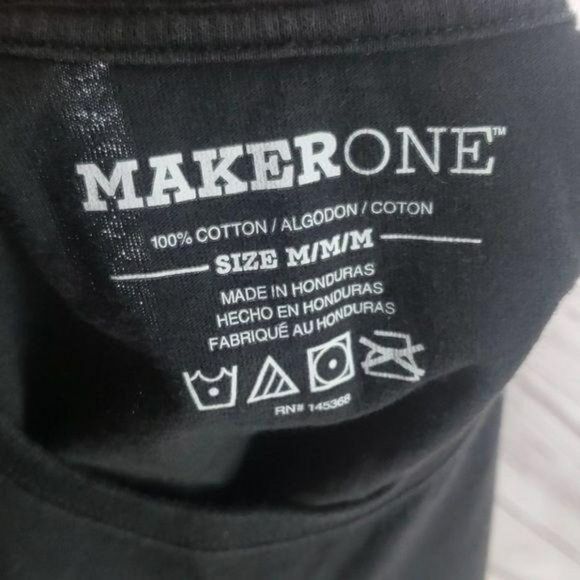 MAKERONE™
100% COTTON / ALGODON / COTON
SIZE M/M/M
MADE IN HONDURAS
HECHO EN HONDURAS
FABRIQUÉ AU HONDURAS
RN# 145368